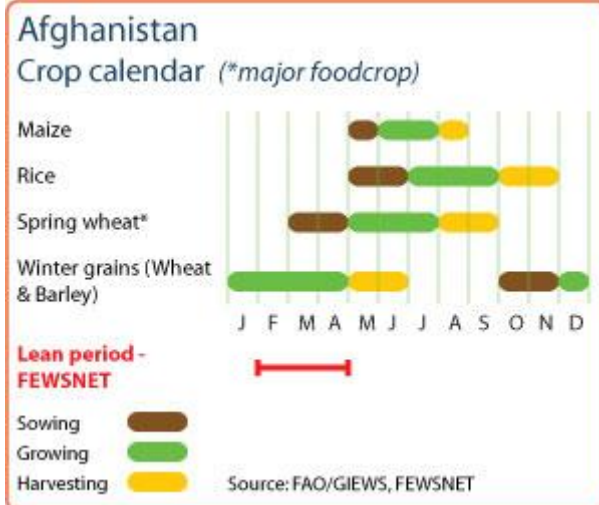 Afghanistan
Crop calendar (*major foodcrop)
Maize
Rice
Spring wheat*
Winter grains (Wheat
& Barley)
J F M A M J J A S O N D
Lean period -
FEWSNET
Sowing
Growing
Harvesting
Source: FAO/GIEWS, FEWSNET